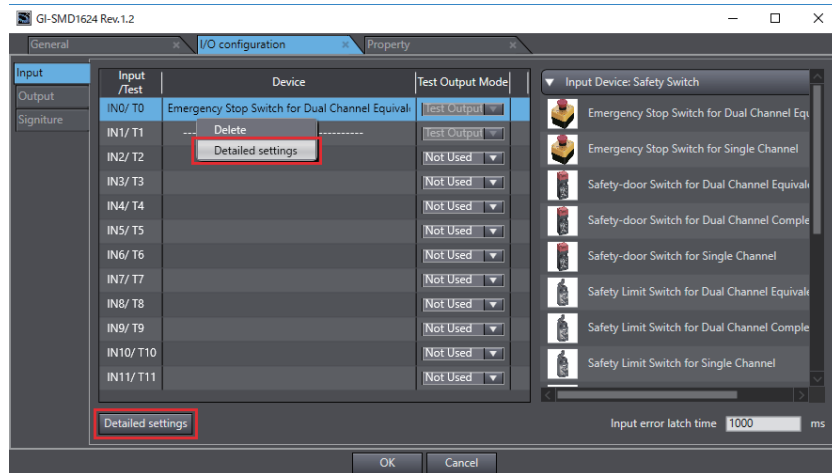 GI-SMD1624 Rev.1.2
General
I/O configuration
Property
Input
Output
Signiture
Input /Test
Device
Test Output Mode
IN0/ T0 Emergency Stop Switch for Dual Channel Equival Test Output
IN1/ T1 Test Output
Delete
Detailed settings
IN2/ T2 Not Used
IN3/ T3 Not Used
IN4/ T4 Not Used
IN5/ T5 Not Used
IN6/ T6 Not Used
IN7/ T7 Not Used
IN8/ T8 Not Used
IN9/ T9 Not Used
IN10/ T10 Not Used
IN11/ T11 Not Used
Input Device: Safety Switch
Emergency Stop Switch for Dual Channel Equ
Emergency Stop Switch for Single Channel
Safety-door Switch for Dual Channel Equivale
Safety-door Switch for Dual Channel Comple
Safety-door Switch for Single Channel
Safety Limit Switch for Dual Channel Equivale
Safety Limit Switch for Dual Channel Comple
Safety Limit Switch for Single Channel
Detailed settings
Input error latch time 1000 ms
OK
Cancel